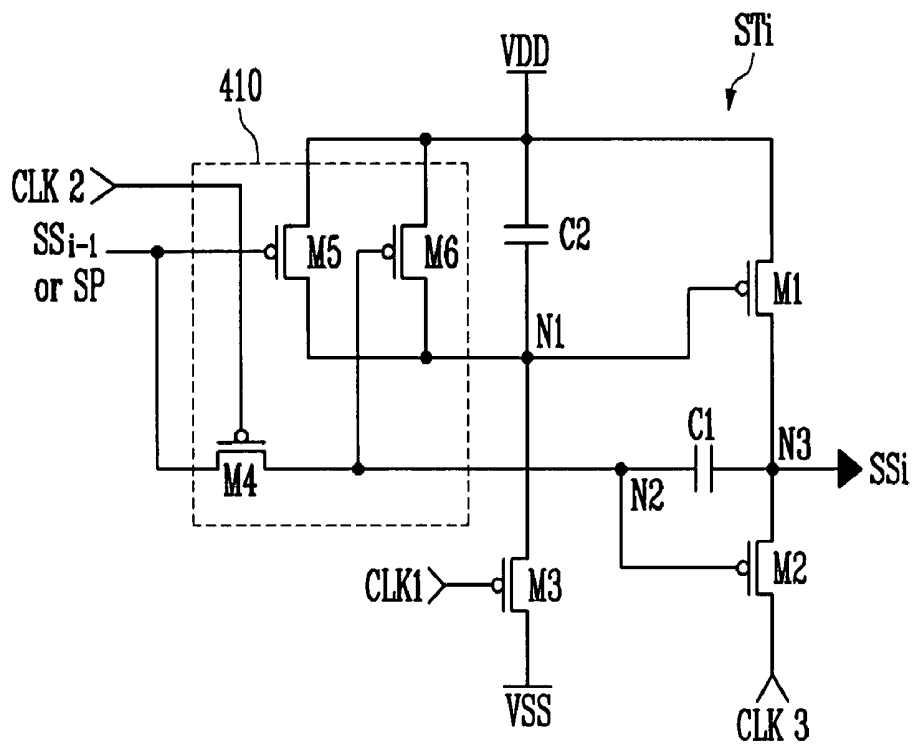 STi
VDD
410
CLK 2
SSi-1
or SP
M5
M6
C2
M1
N1
C1
N3
SSi
M4
N2
M2
CLK1
M3
VSS
CLK 3